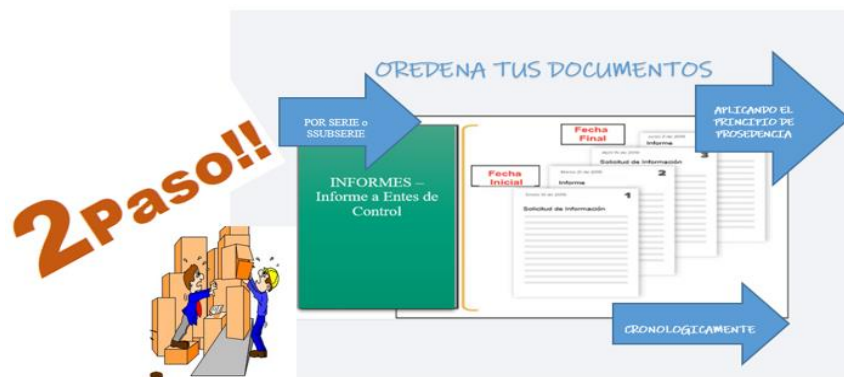 2Paso!!
OREDENA TUS DOCUMENTOS
POR SERIE o
SSUBSERIE
APLICANDO EL
PRINCIPIO DE
PROSEDENCIA
INFORMES –
Informe a Entes de
Control
Fecha
Final
Informe
Solicitud de Información
3
Fecha
Inicial
Informe
2
1
Solicitud de Información
CRONOLOGICAMENTE